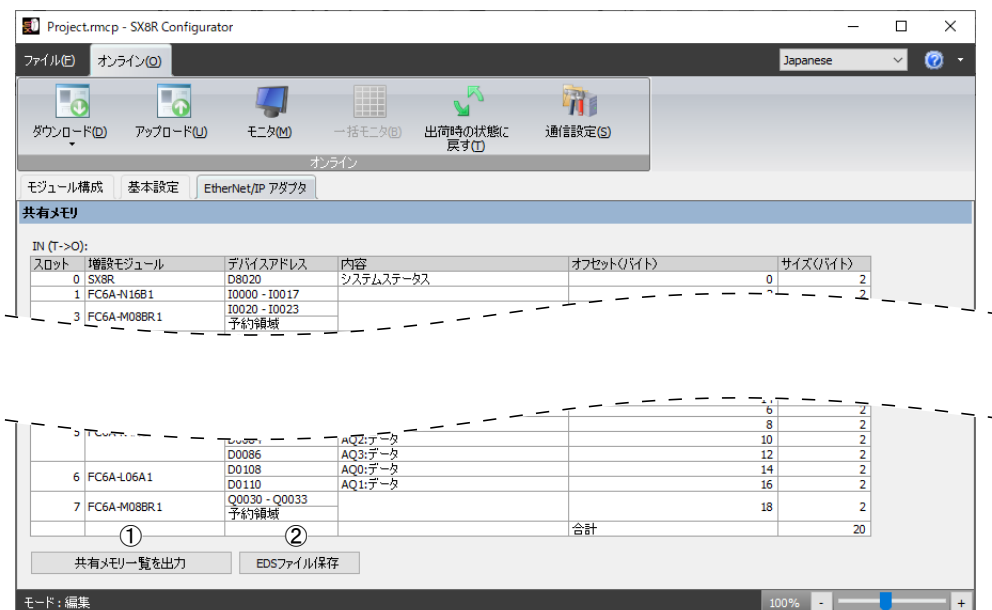 Project.rmcp - SX8R Configurator
ファイル(F) オンライン(O) Japanese
ダウンロード(D) アップロード(U) モニタ(M) 一括モニタ(B) 出荷時の状態に戻す(T) 通信設定(S)
オンライン
モジュール構成 基本設定 EtherNet/IP アダプタ
共有メモリ
IN (T->O):
スロット 増設モジュール デバイスアドレス 内容 オフセット(バイト) サイズ(バイト)
0 SX8R D8020 システムステータス 0 2
1 FC6A-N16B1 I0000 - I0017 2
3 FC6A-M08BR1 I0020 - I0023
予約領域
6 2
8 2
AQ2:データ 10 2
D0086 AQ3:データ 12 2
6 FC6A-L06A1 D0108 AQ0:データ 14 2
D0110 AQ1:データ 16 2
7 FC6A-M08BR1 Q0030 - Q0033 18 2
予約領域
合計 20
① ②
共有メモリ一覧を出力 EDSファイル保存
モード : 編集 100% - +